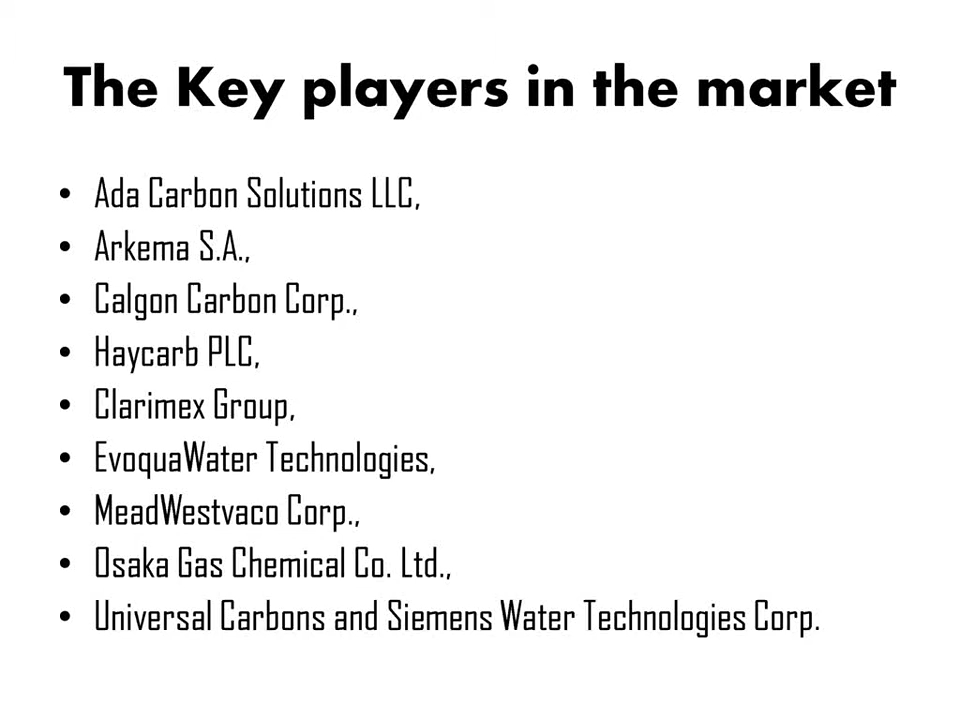 The Key players in the market
• Ada Carbon Solutions LLC,
• Arkema S.A.,
• Calgon Carbon Corp.,
• Haycarb PLC,
• Clarimex Group,
• EvoquaWater Technologies,
• MeadWestvaco Corp.,
• Osaka Gas Chemical Co. Ltd.,
• Universal Carbons and Siemens Water Technologies Corp.